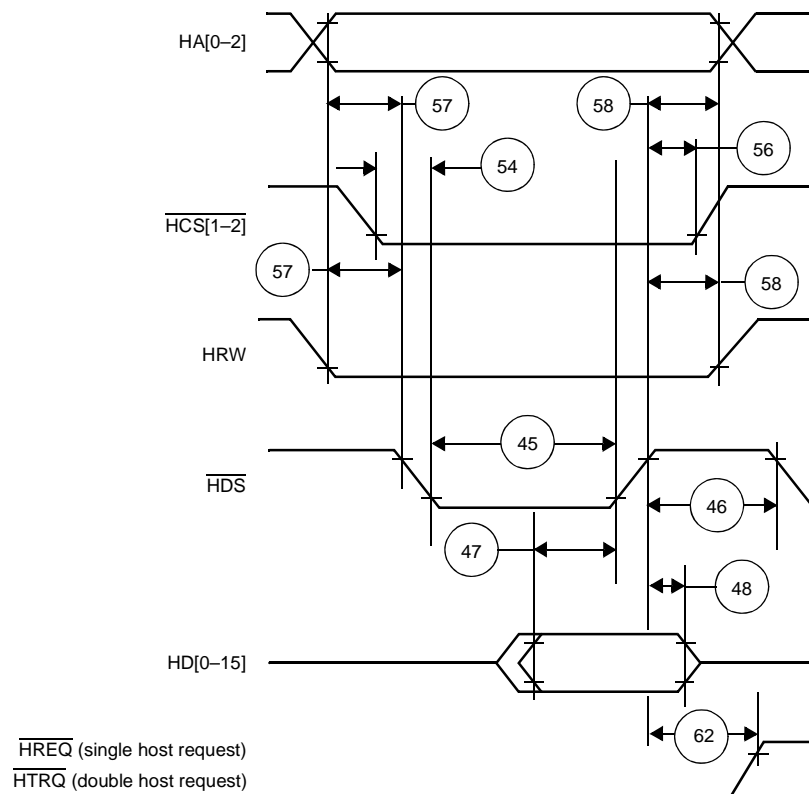 HA[0–2]
57
58
54
56
HCS[1–2]
57
58
HRW
45
HDS
46
47
48
HD[0–15]
62
HREQ (single host request)
HTRQ (double host request)